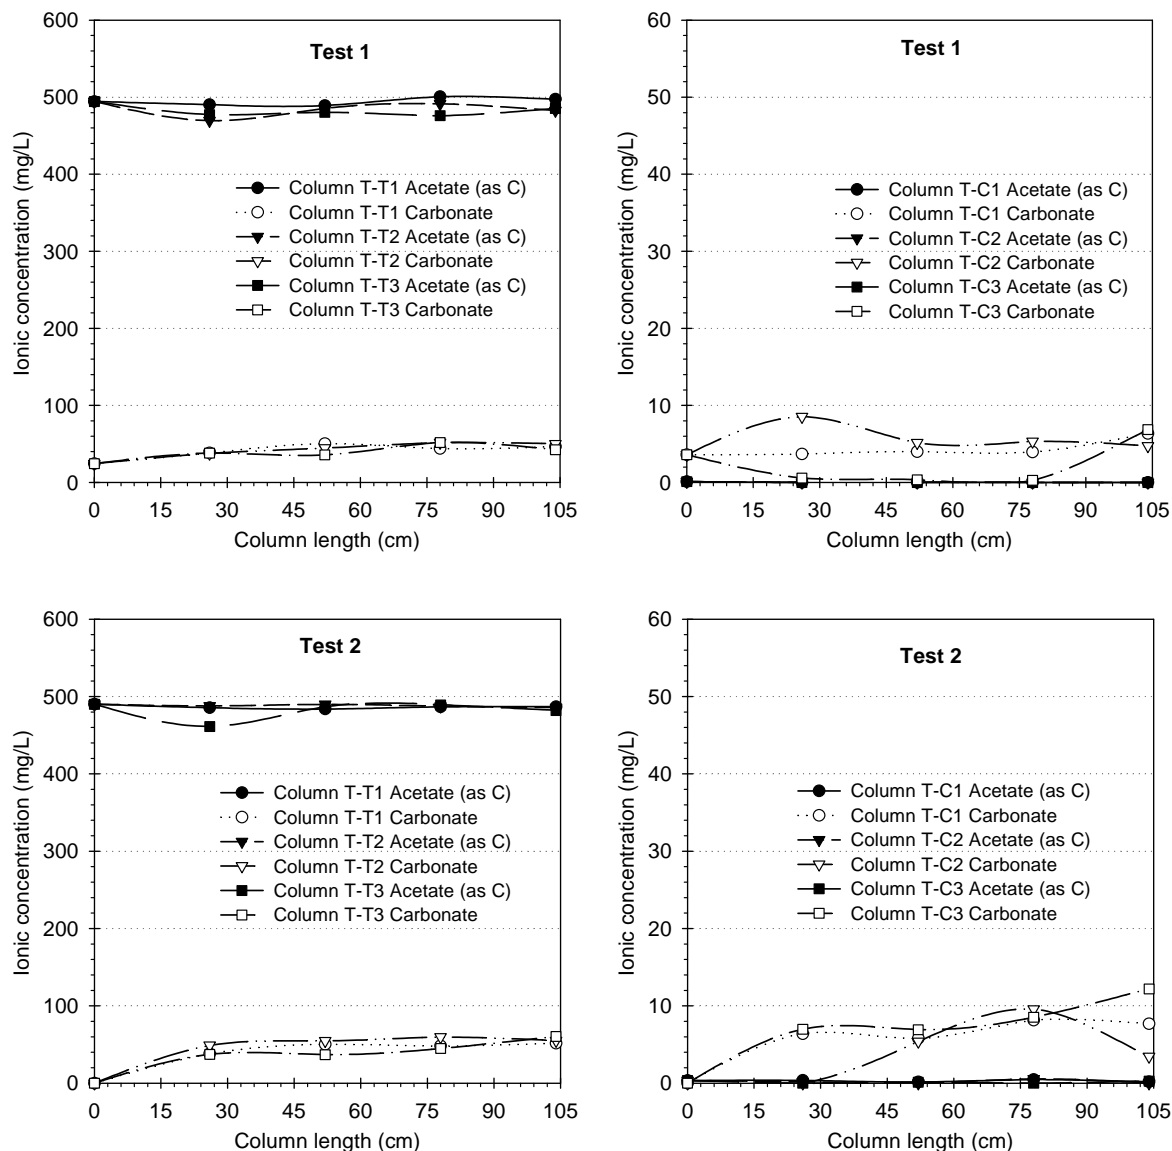 Test 1
Ionic concentration (mg/L)
600
500
400
300
200
100
0
Column T-T1 Acetate (as C)
Column T-T1 Carbonate
Column T-T2 Acetate (as C)
Column T-T2 Carbonate
Column T-T3 Acetate (as C)
Column T-T3 Carbonate
0 15 30 45 60 75 90 105
Column length (cm)
Test 1
Ionic concentration (mg/L)
60
50
40
30
20
10
0
Column T-C1 Acetate (as C)
Column T-C1 Carbonate
Column T-C2 Acetate (as C)
Column T-C2 Carbonate
Column T-C3 Acetate (as C)
Column T-C3 Carbonate
0 15 30 45 60 75 90 105
Column length (cm)
Test 2
Ionic concentration (mg/L)
600
500
400
300
200
100
0
Column T-T1 Acetate (as C)
Column T-T1 Carbonate
Column T-T2 Acetate (as C)
Column T-T2 Carbonate
Column T-T3 Acetate (as C)
Column T-T3 Carbonate
0 15 30 45 60 75 90 105
Column length (cm)
Test 2
Ionic concentration (mg/L)
60
50
40
30
20
10
0
Column T-C1 Acetate (as C)
Column T-C1 Carbonate
Column T-C2 Acetate (as C)
Column T-C2 Carbonate
Column T-C3 Acetate (as C)
Column T-C3 Carbonate
0 15 30 45 60 75 90 105
Column length (cm)